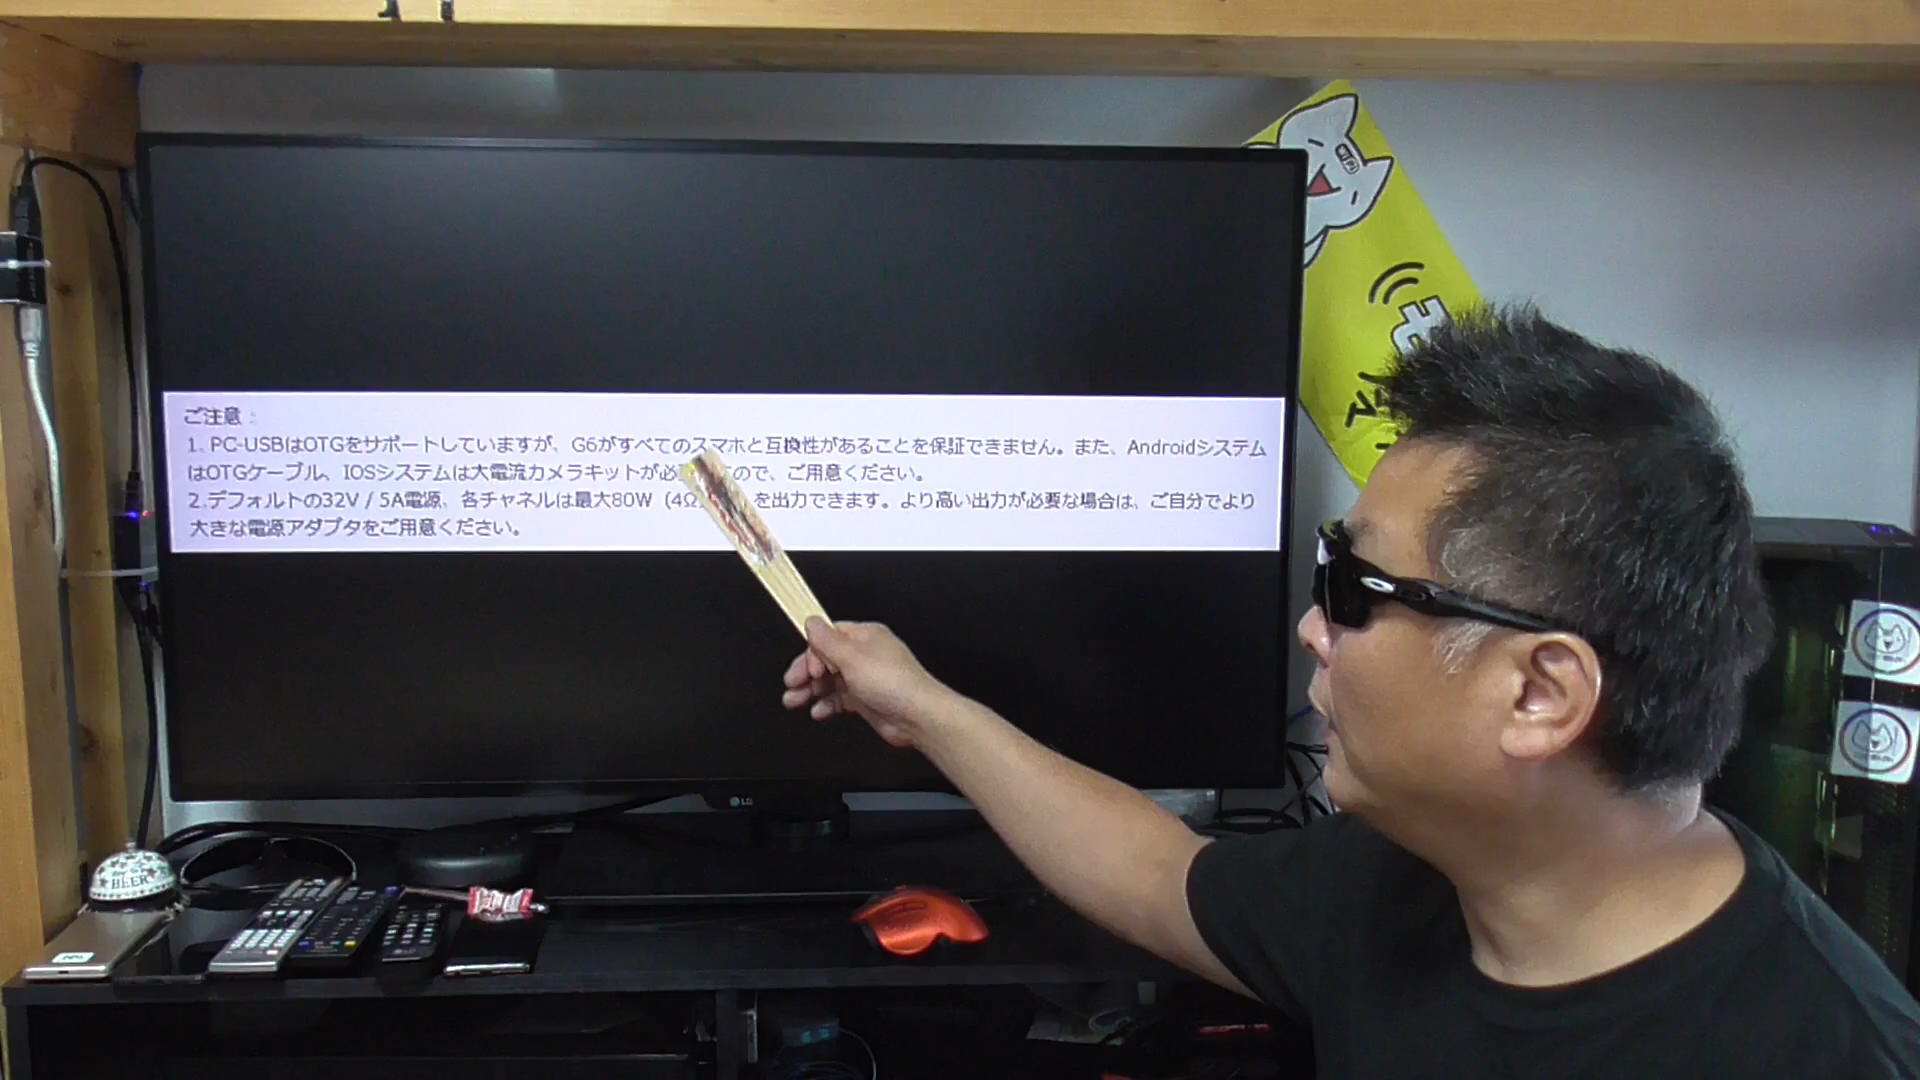 ご注意：
1. PC-USBはOTGをサポートしていますが、G6がすべてのスマホと互換性があることを保証できません。また、Androidシステム
はOTGケーブル、IOSシステムは大電流カメラキットが必 ので、ご用意ください。
2.デフォルトの32V / 5A電源、各チャネルは最大80W（4Ω を出力できます。より高い出力が必要な場合は、ご自分でより
大きな電源アダプタをご用意ください。
LG
BEER